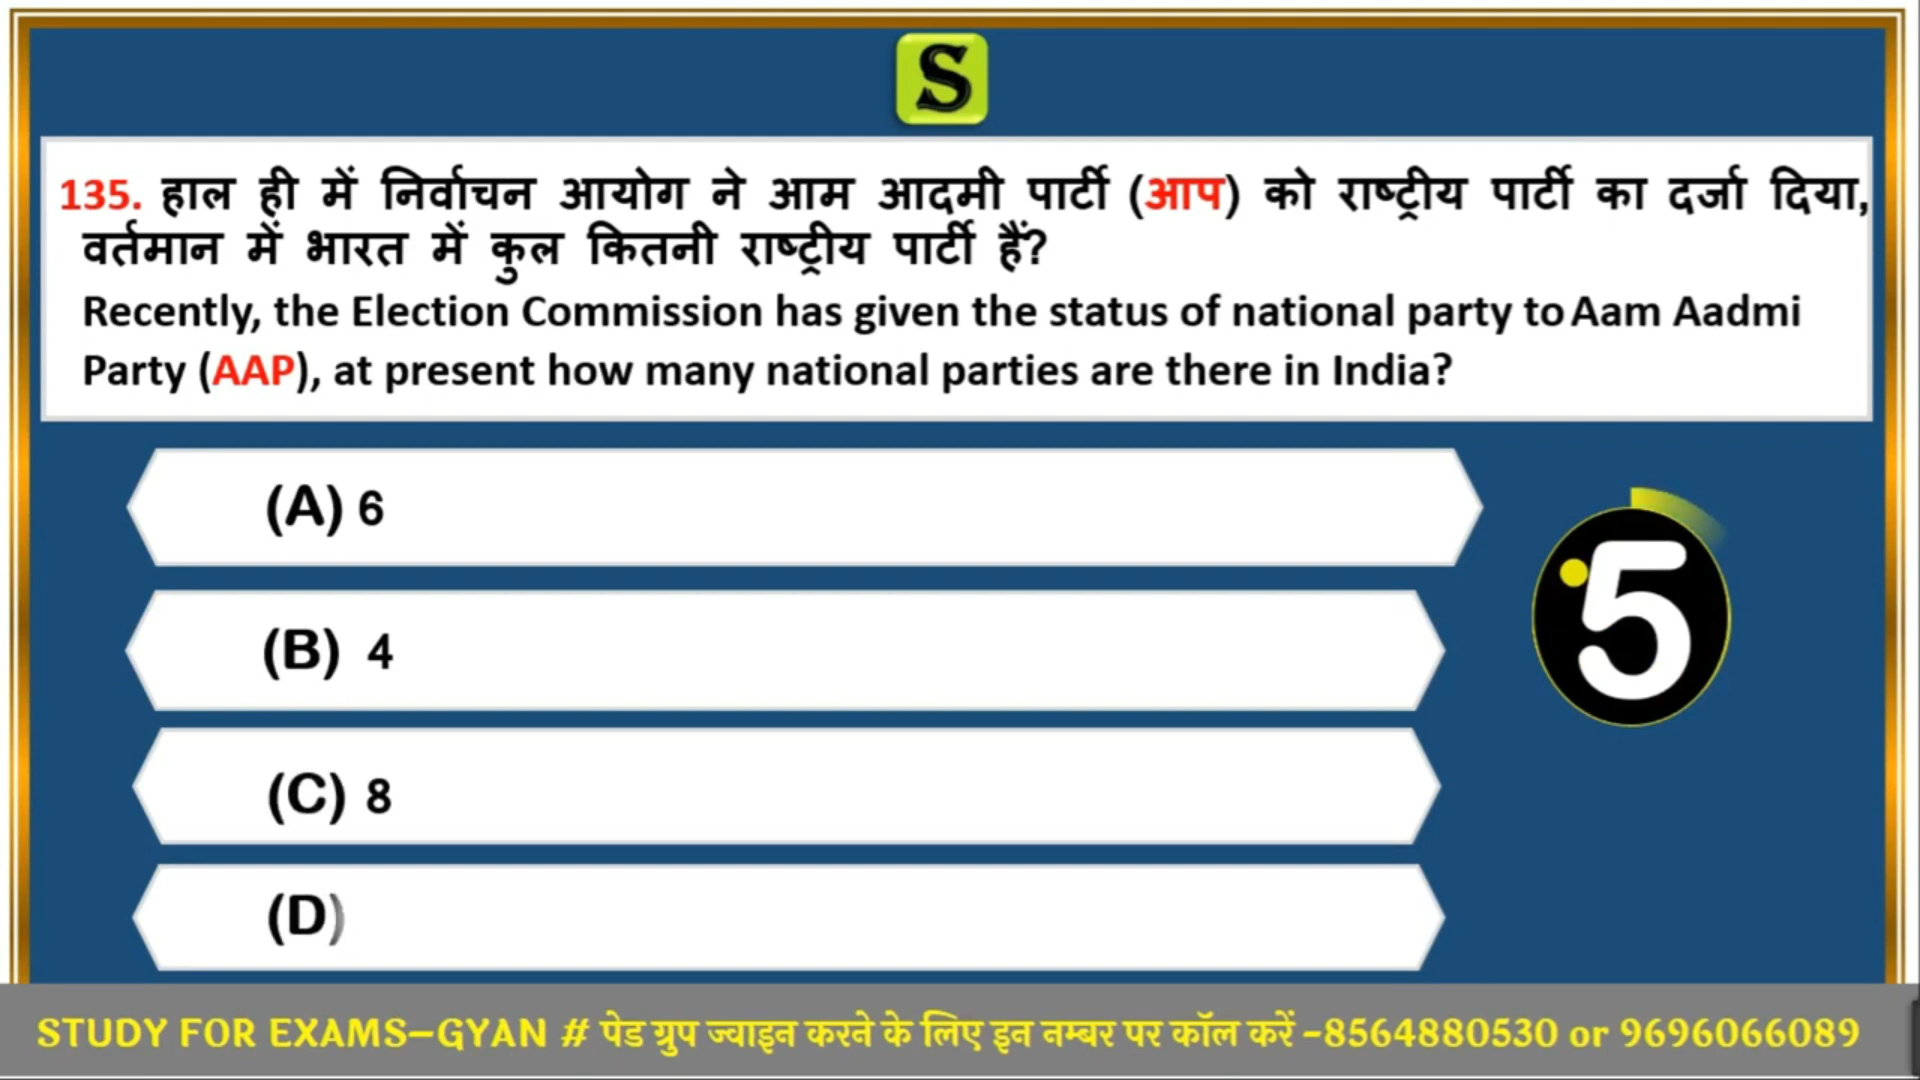 S
135. हाल ही में निर्वाचन आयोग ने आम आदमी पार्टी (आप) को राष्ट्रीय पार्टी का दर्जा दिया,
वर्तमान में भारत में कुल कितनी राष्ट्रीय पार्टी हैं?
Recently, the Election Commission has given the status of national party to Aam Aadmi
Party (AAP), at present how many national parties are there in India?
(A) 6
(B) 4
(C) 8
(D)
5
STUDY FOR EXAMS–GYAN # पेड ग्रुप ज्वाइन करने के लिए इन नम्बर पर कॉल करें –8564880530 or 9696066089